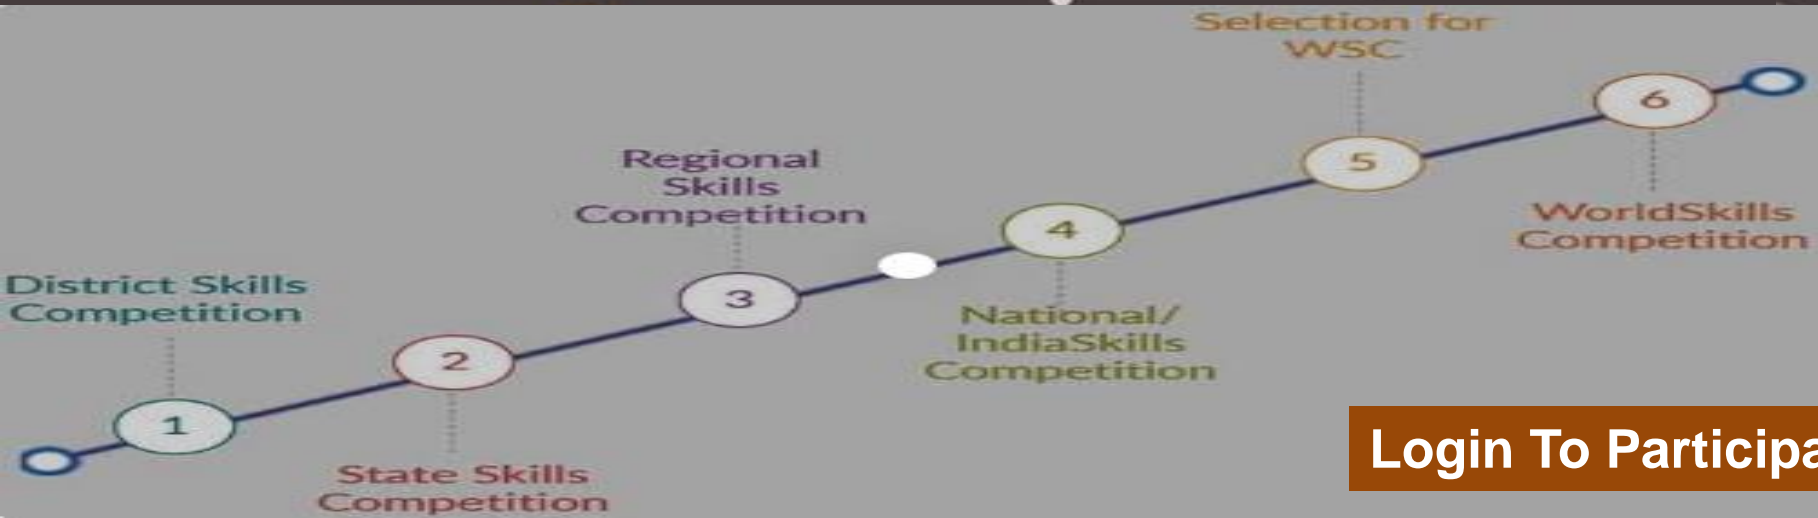 District Skills
Competition
1
2
State Skills
Competition
Regional
Skills
Competition
3
4
National/
IndiaSkills
Competition
Selection for
WSC
5
6
WorldSkills
Competition
Login To Participa